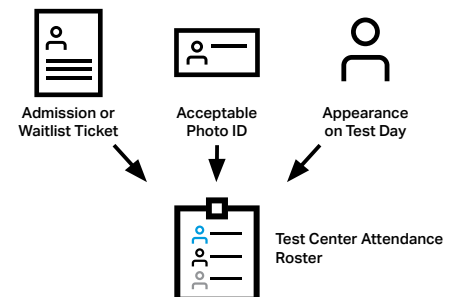 Admission or
Waitlist Ticket
Acceptable
Photo ID
Appearance
on Test Day
Test Center Attendance
Roster